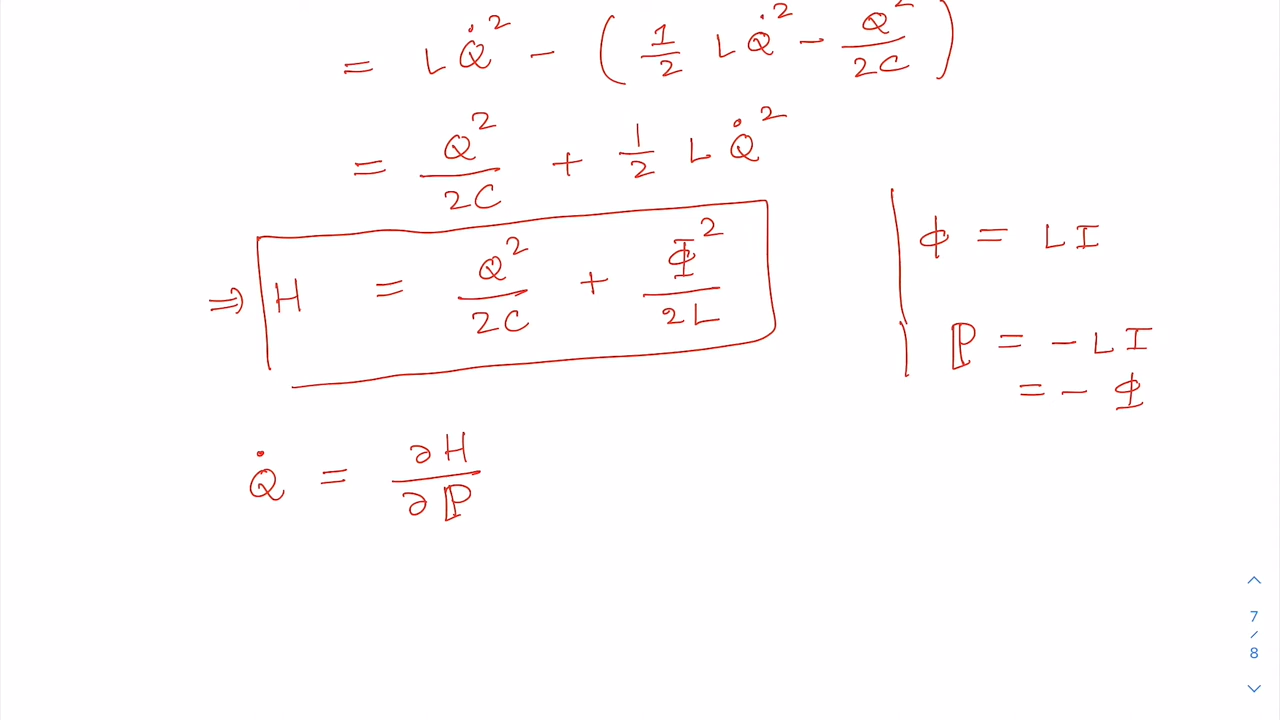 = LQ̇² - (1/2 LQ̇² - Q²/2C)
= Q²/2C + 1/2 L Q̇²
⇒ H = Q²/2C + Φ²/2L
ϕ = LI
ℙ = - LI
= - Φ
Q̇ = ∂H/∂ℙ
7
/
8